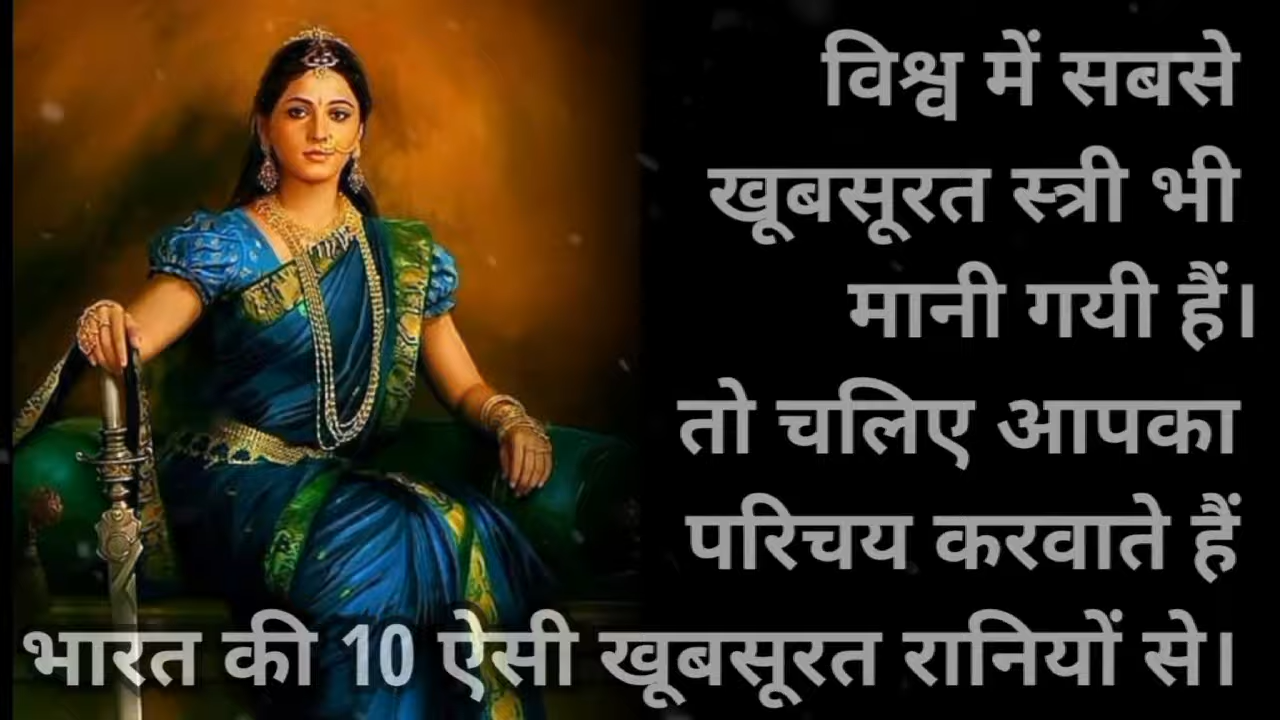 विश्व में सबसे
खूबसूरत स्त्री भी
मानी गयी हैं।
तो चलिए आपका
परिचय करवाते हैं
भारत की 10 ऐसी खूबसूरत रानियों से।